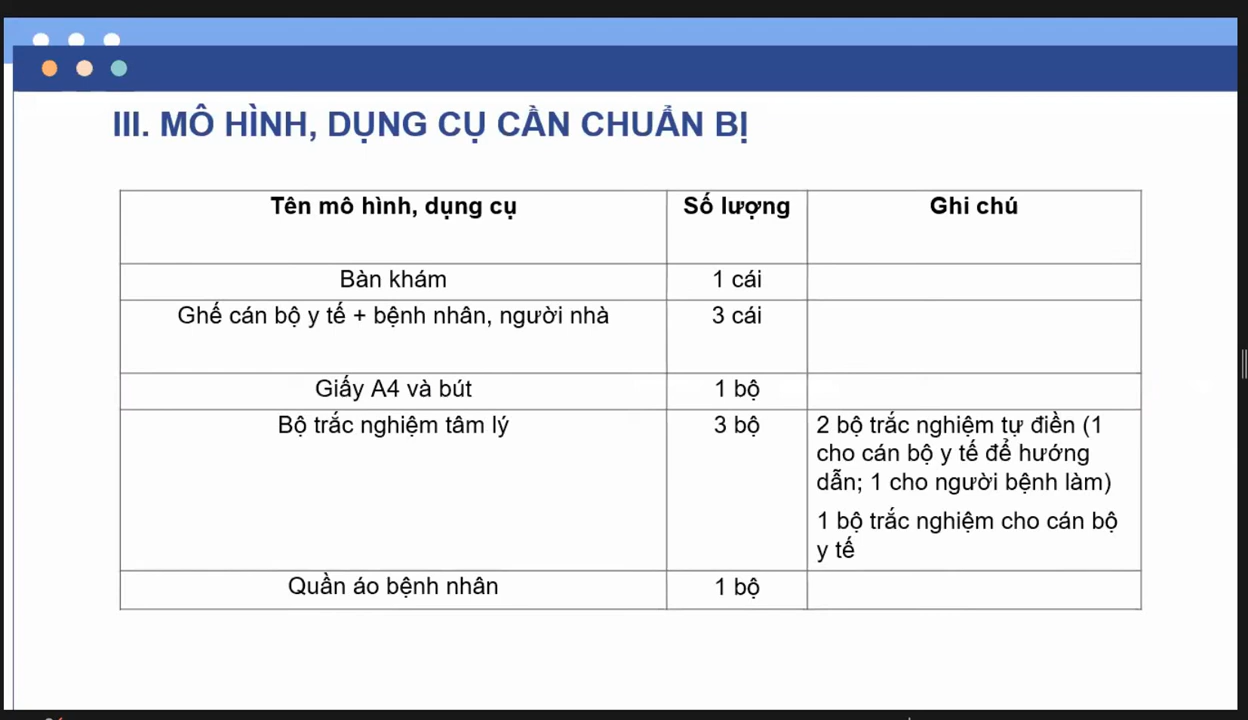 III. MÔ HÌNH, DỤNG CỤ CẦN CHUẨN BỊ
Tên mô hình, dụng cụ
Số lượng
Ghi chú
Bàn khám
1 cái
Ghế cán bộ y tế + bệnh nhân, người nhà
3 cái
Giấy A4 và bút
1 bộ
Bộ trắc nghiệm tâm lý
3 bộ
2 bộ trắc nghiệm tự điền (1
cho cán bộ y tế để hướng
dẫn; 1 cho người bệnh làm)
1 bộ trắc nghiệm cho cán bộ
y tế
Quần áo bệnh nhân
1 bộ